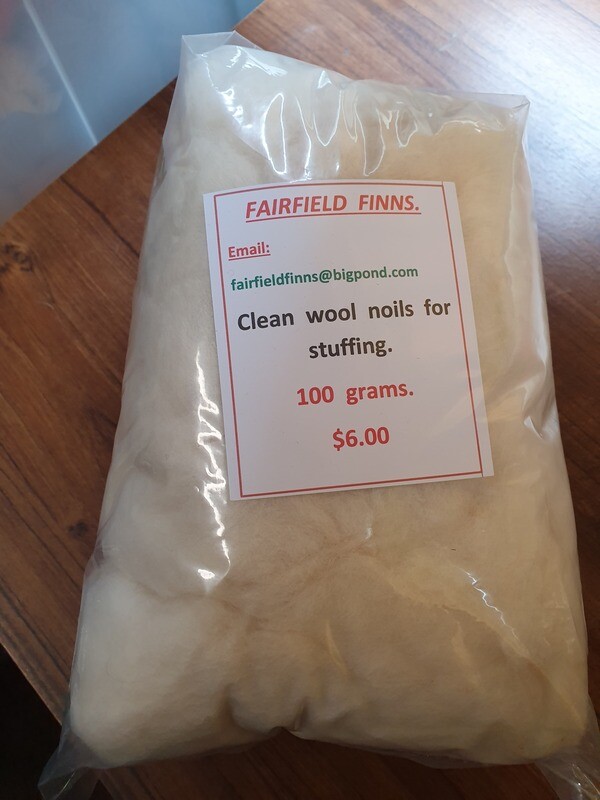 FAIRFIELD FINNS.
Email:
fairfieldfinns@bigpond.com
Clean wool noils for
stuffing.
100 grams.
$6.00